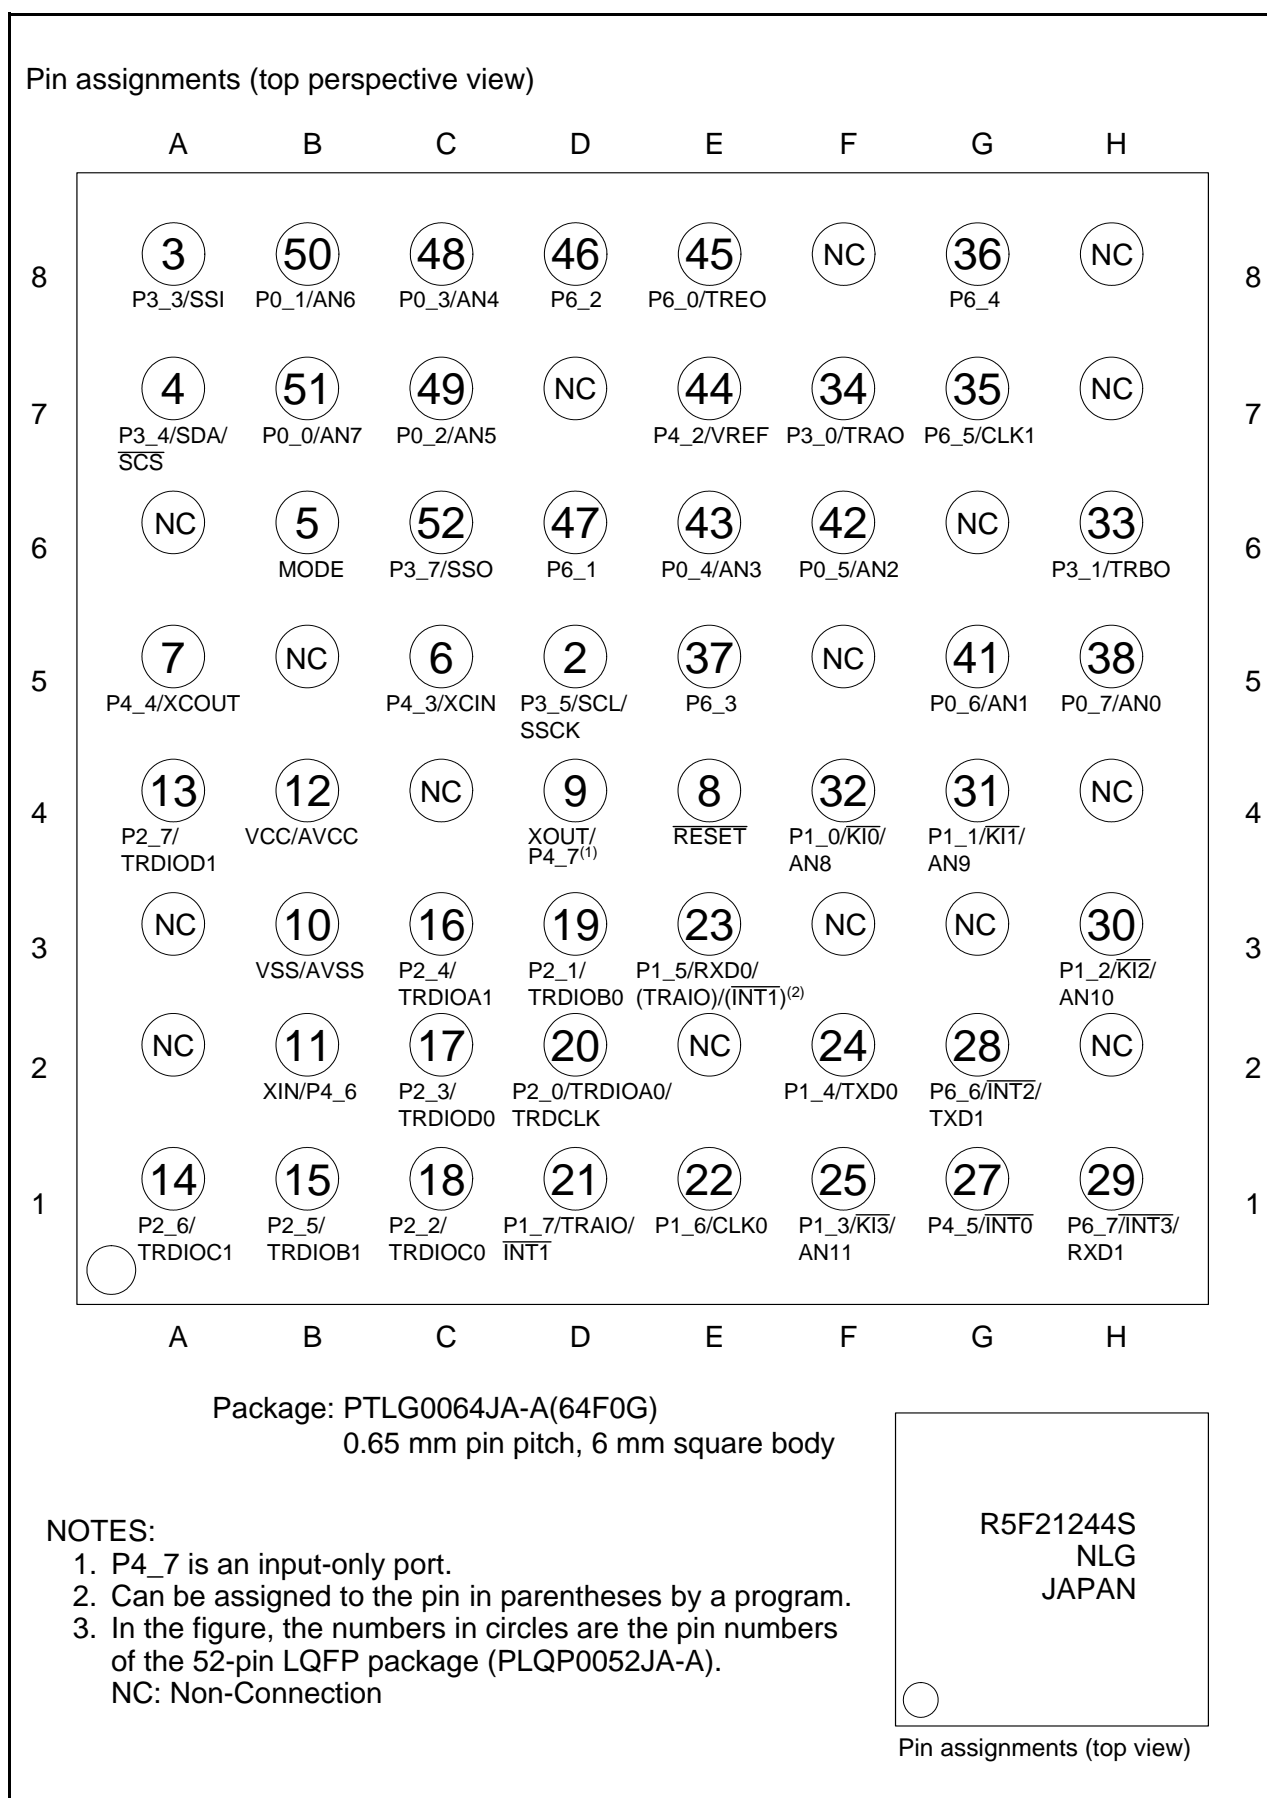 Pin assignments (top perspective view)
A B C D E F G H
8 3 50 48 46 45 NC 36 NC 8
P3_3/SSI P0_1/AN6 P0_3/AN4 P6_2 P6_0/TREO P6_4
7 4 51 49 NC 44 34 35 NC 7
P3_4/SDA/ P0_0/AN7 P0_2/AN5 P4_2/VREF P3_0/TRAO P6_5/CLK1
SCS
6 NC 5 52 47 43 42 NC 33 6
MODE P3_7/SSO P6_1 P0_4/AN3 P0_5/AN2 P3_1/TRBO
5 7 NC 6 2 37 NC 41 38 5
P4_4/XCOUT P4_3/XCIN P3_5/SCL/ P6_3 P0_6/AN1 P0_7/AN0
SSCK
4 13 12 NC 9 8 32 31 NC 4
P2_7/ VCC/AVCC XOUT/ RESET P1_0/KI0/ P1_1/KI1/
TRDIOD1 P4_7(1) AN8 AN9
3 NC 10 16 19 23 NC NC 30 3
VSS/AVSS P2_4/ P2_1/ P1_5/RXD0/ P1_2/KI2/
TRDIOA1 TRDIOB0 (TRAIO)/(INT1)(2) AN10
2 NC 11 17 20 NC 24 28 NC 2
XIN/P4_6 P2_3/ P2_0/TRDIOA0/ P1_4/TXD0 P6_6/INT2/
TRDIOD0 TRDCLK TXD1
1 14 15 18 21 22 25 27 29 1
P2_6/ P2_5/ P2_2/ P1_7/TRAIO/ P1_6/CLK0 P1_3/KI3/ P4_5/INT0 P6_7/INT3/
TRDIOC1 TRDIOB1 TRDIOC0 INT1 AN11 RXD1
A B C D E F G H
Package: PTLG0064JA-A(64F0G)
0.65 mm pin pitch, 6 mm square body
NOTES:
1. P4_7 is an input-only port.
2. Can be assigned to the pin in parentheses by a program.
3. In the figure, the numbers in circles are the pin numbers
of the 52-pin LQFP package (PLQP0052JA-A).
NC: Non-Connection
R5F21244S
NLG
JAPAN
Pin assignments (top view)